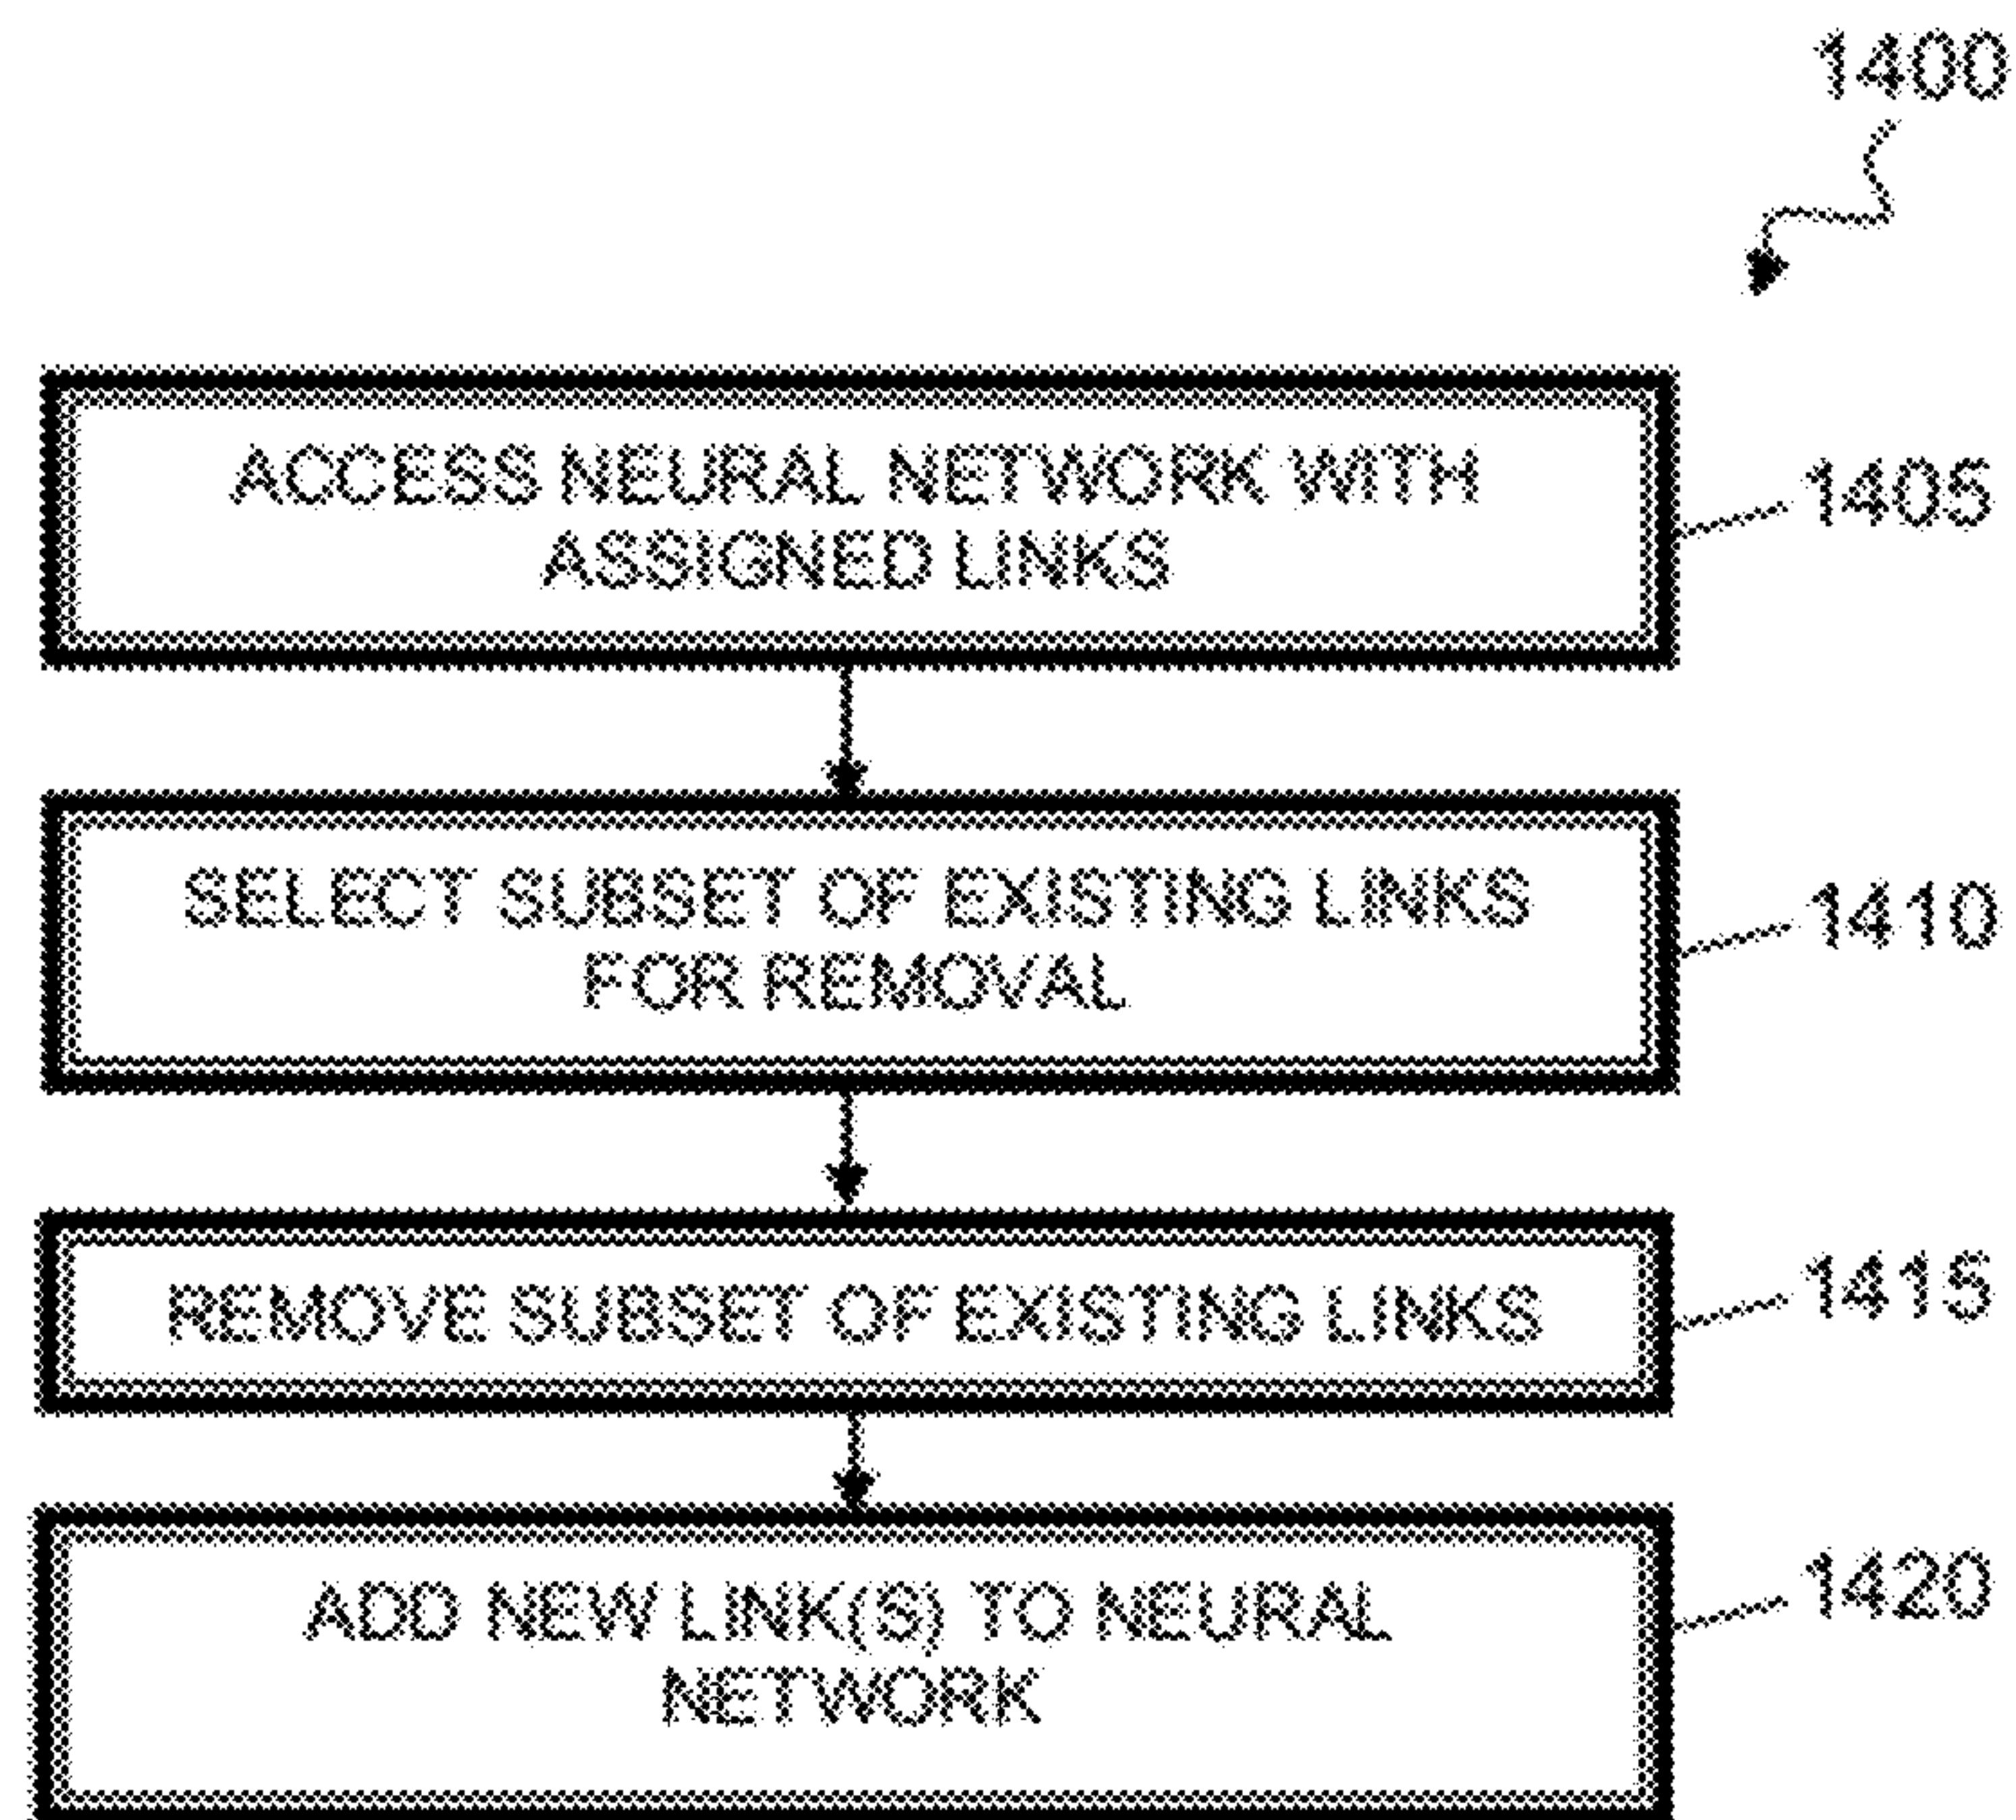 1400
ACCESS NEURAL NETWORK WITH
ASSIGNED LINKS
1405
SELECT SUBSET OF EXISTING LINKS
FOR REMOVAL
1410
REMOVE SUBSET OF EXISTING LINKS
1415
ADD NEW LINK(S) TO NEURAL
NETWORK
1420